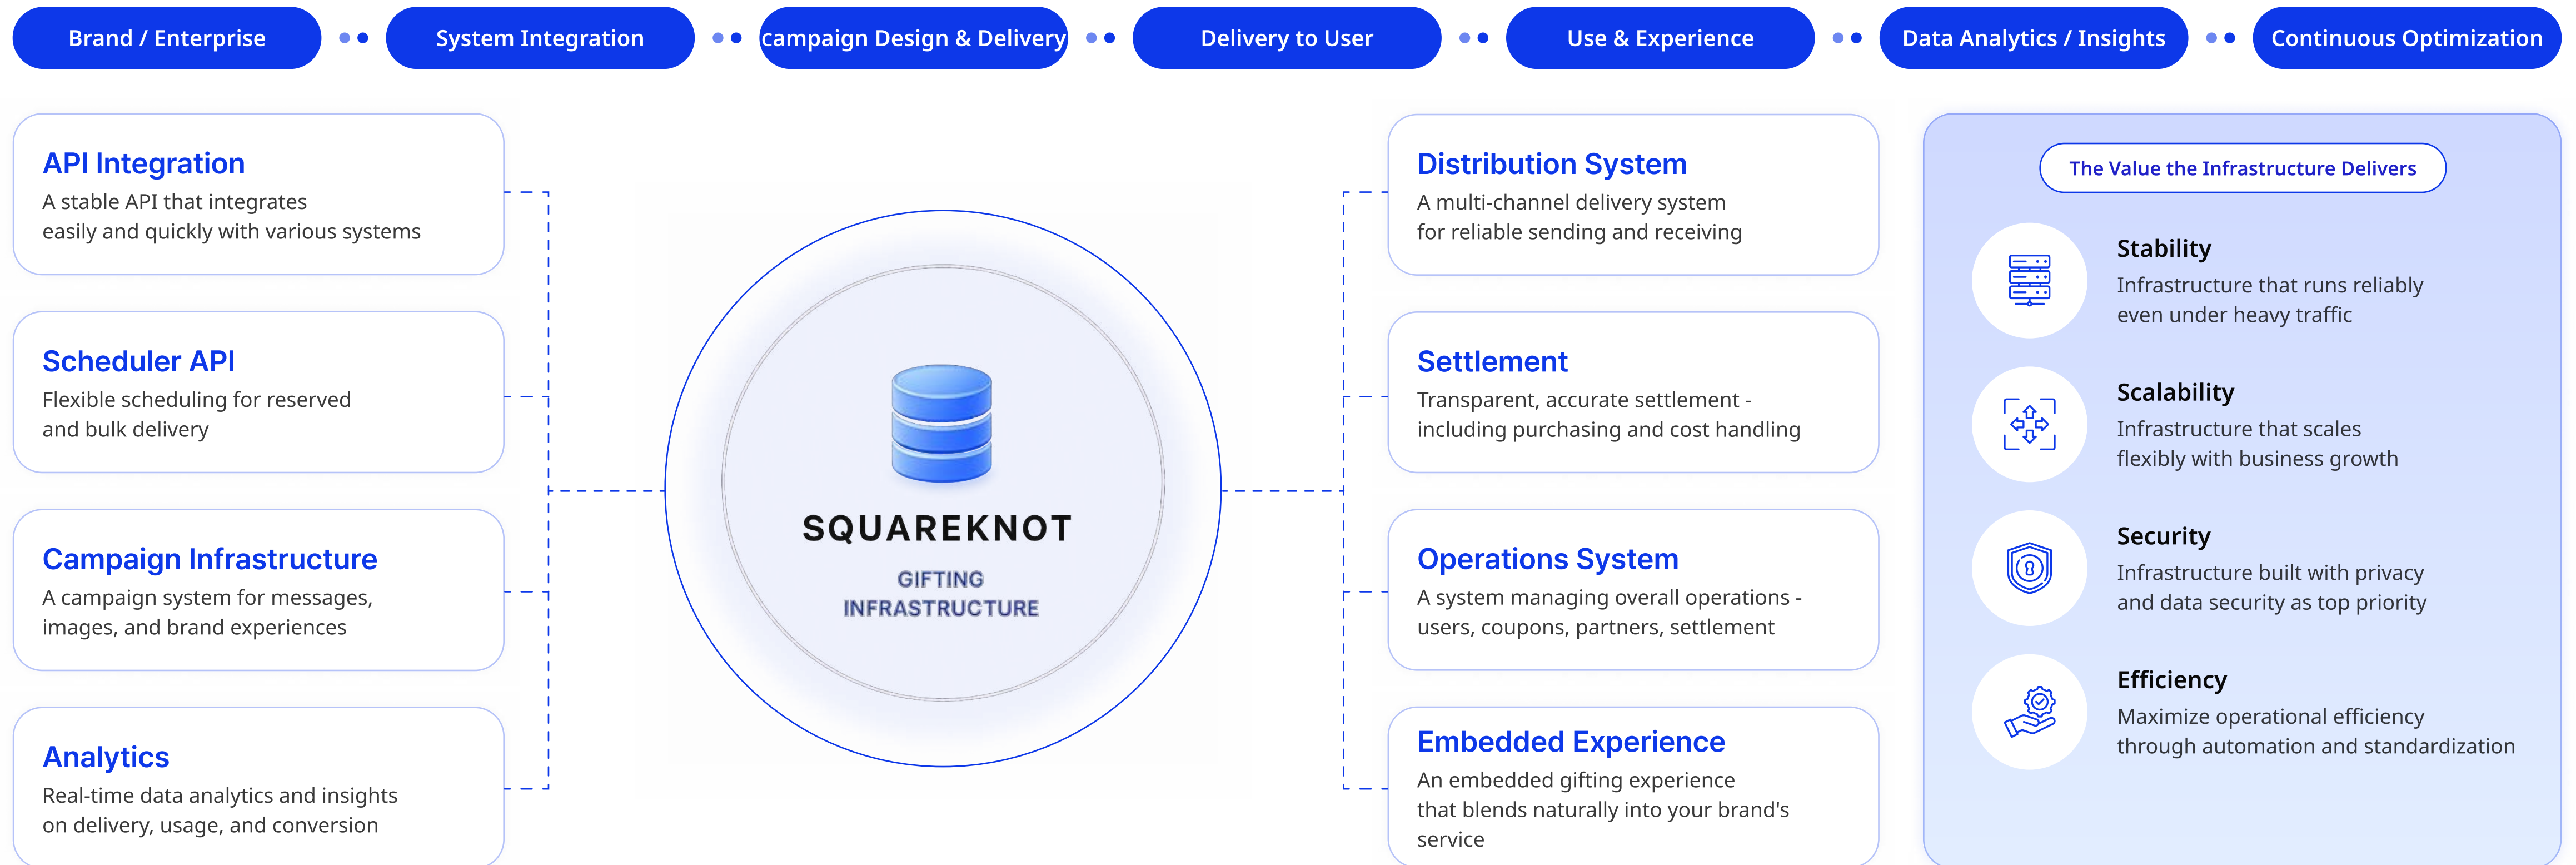 Brand / Enterprise
System Integration
Campaign Design & Delivery
Delivery to User
Use & Experience
Data Analytics / Insights
Continuous Optimization
API Integration
A stable API that integrates
easily and quickly with various systems
Scheduler API
Flexible scheduling for reserved
and bulk delivery
Campaign Infrastructure
A campaign system for messages,
images, and brand experiences
Analytics
Real-time data analytics and insights
on delivery, usage, and conversion
SQUAREKNOT
GIFTING
INFRASTRUCTURE
Distribution System
A multi-channel delivery system
for reliable sending and receiving
Settlement
Transparent, accurate settlement -
including purchasing and cost handling
Operations System
A system managing overall operations -
users, coupons, partners, settlement
Embedded Experience
An embedded gifting experience
that blends naturally into your brand's
service
The Value the Infrastructure Delivers
Stability
Infrastructure that runs reliably
even under heavy traffic
Scalability
Infrastructure that scales
flexibly with business growth
Security
Infrastructure built with privacy
and data security as top priority
Efficiency
Maximize operational efficiency
through automation and standardization